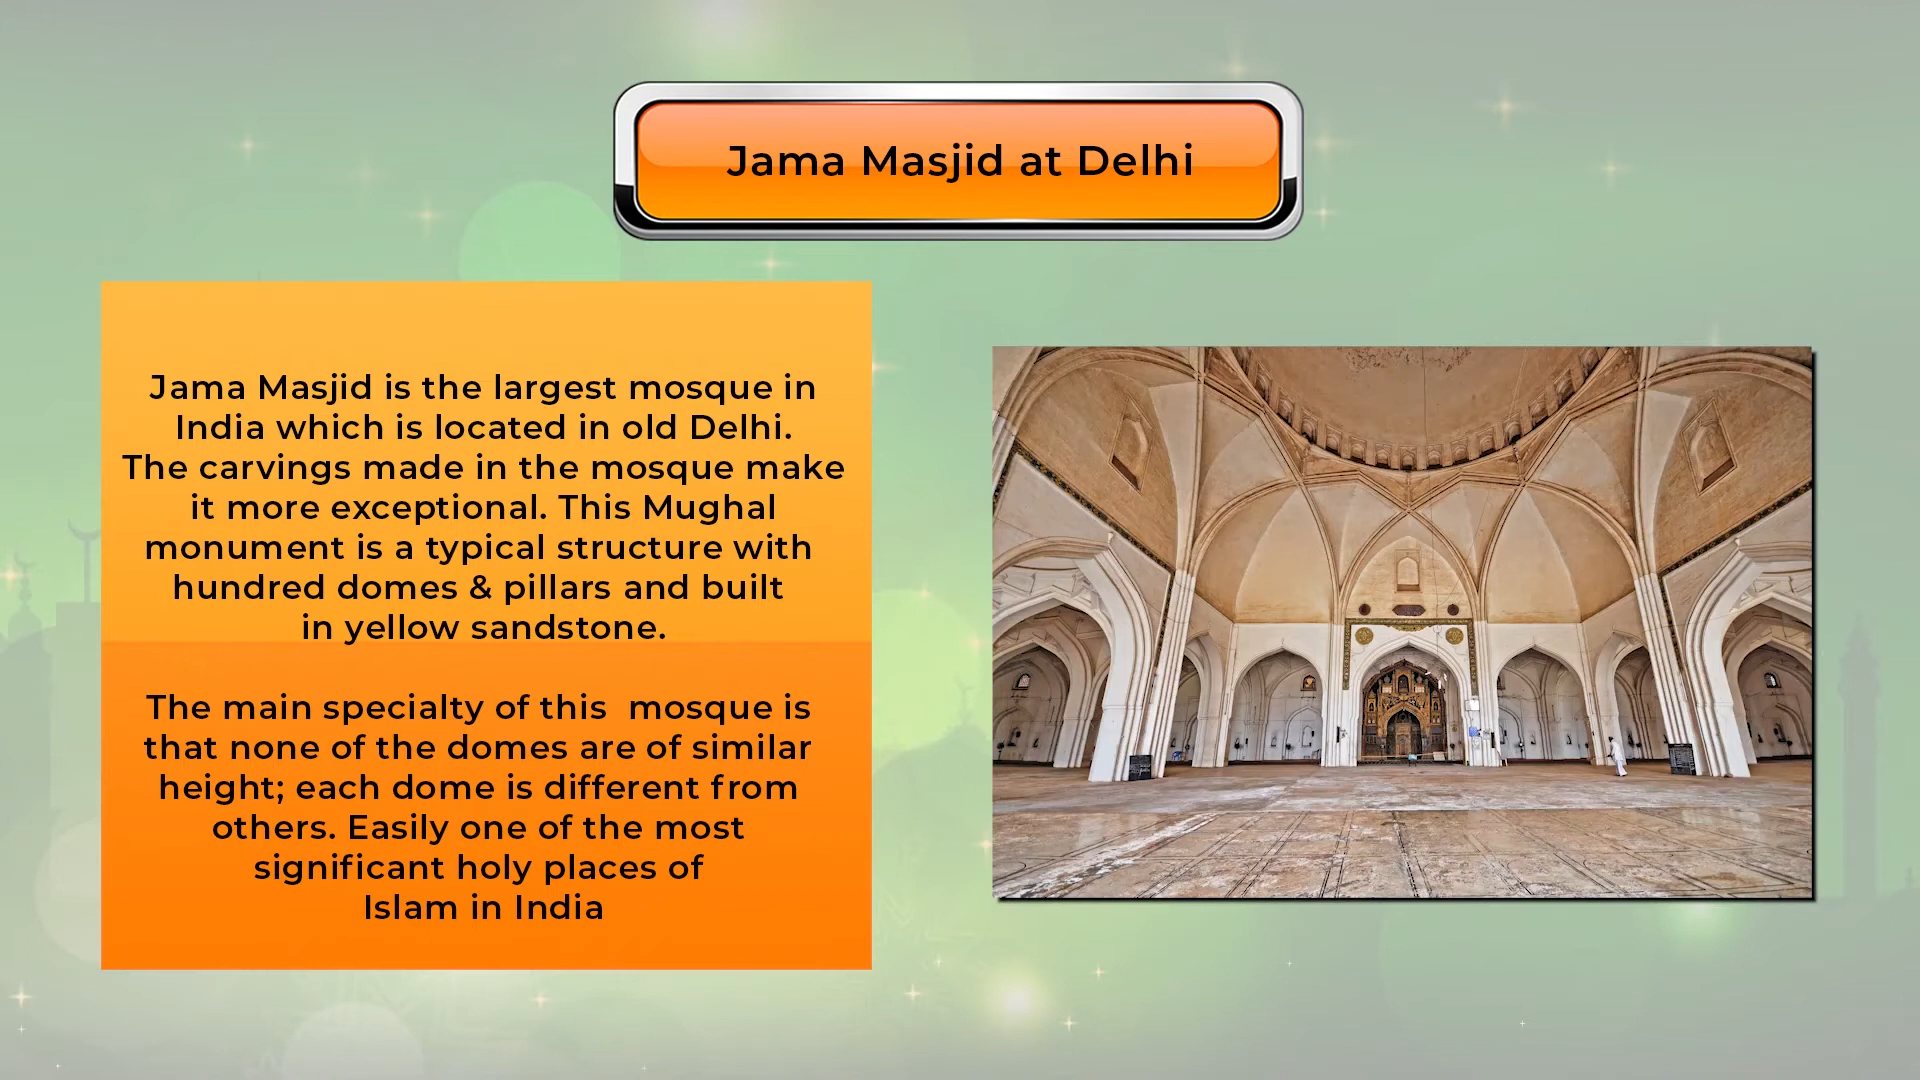 Jama Masjid at Delhi
Jama Masjid is the largest mosque in
India which is located in old Delhi.
The carvings made in the mosque make
it more exceptional. This Mughal
monument is a typical structure with
hundred domes & pillars and built
in yellow sandstone.
The main specialty of this  mosque is
that none of the domes are of similar
height; each dome is different from
others. Easily one of the most
significant holy places of
Islam in India